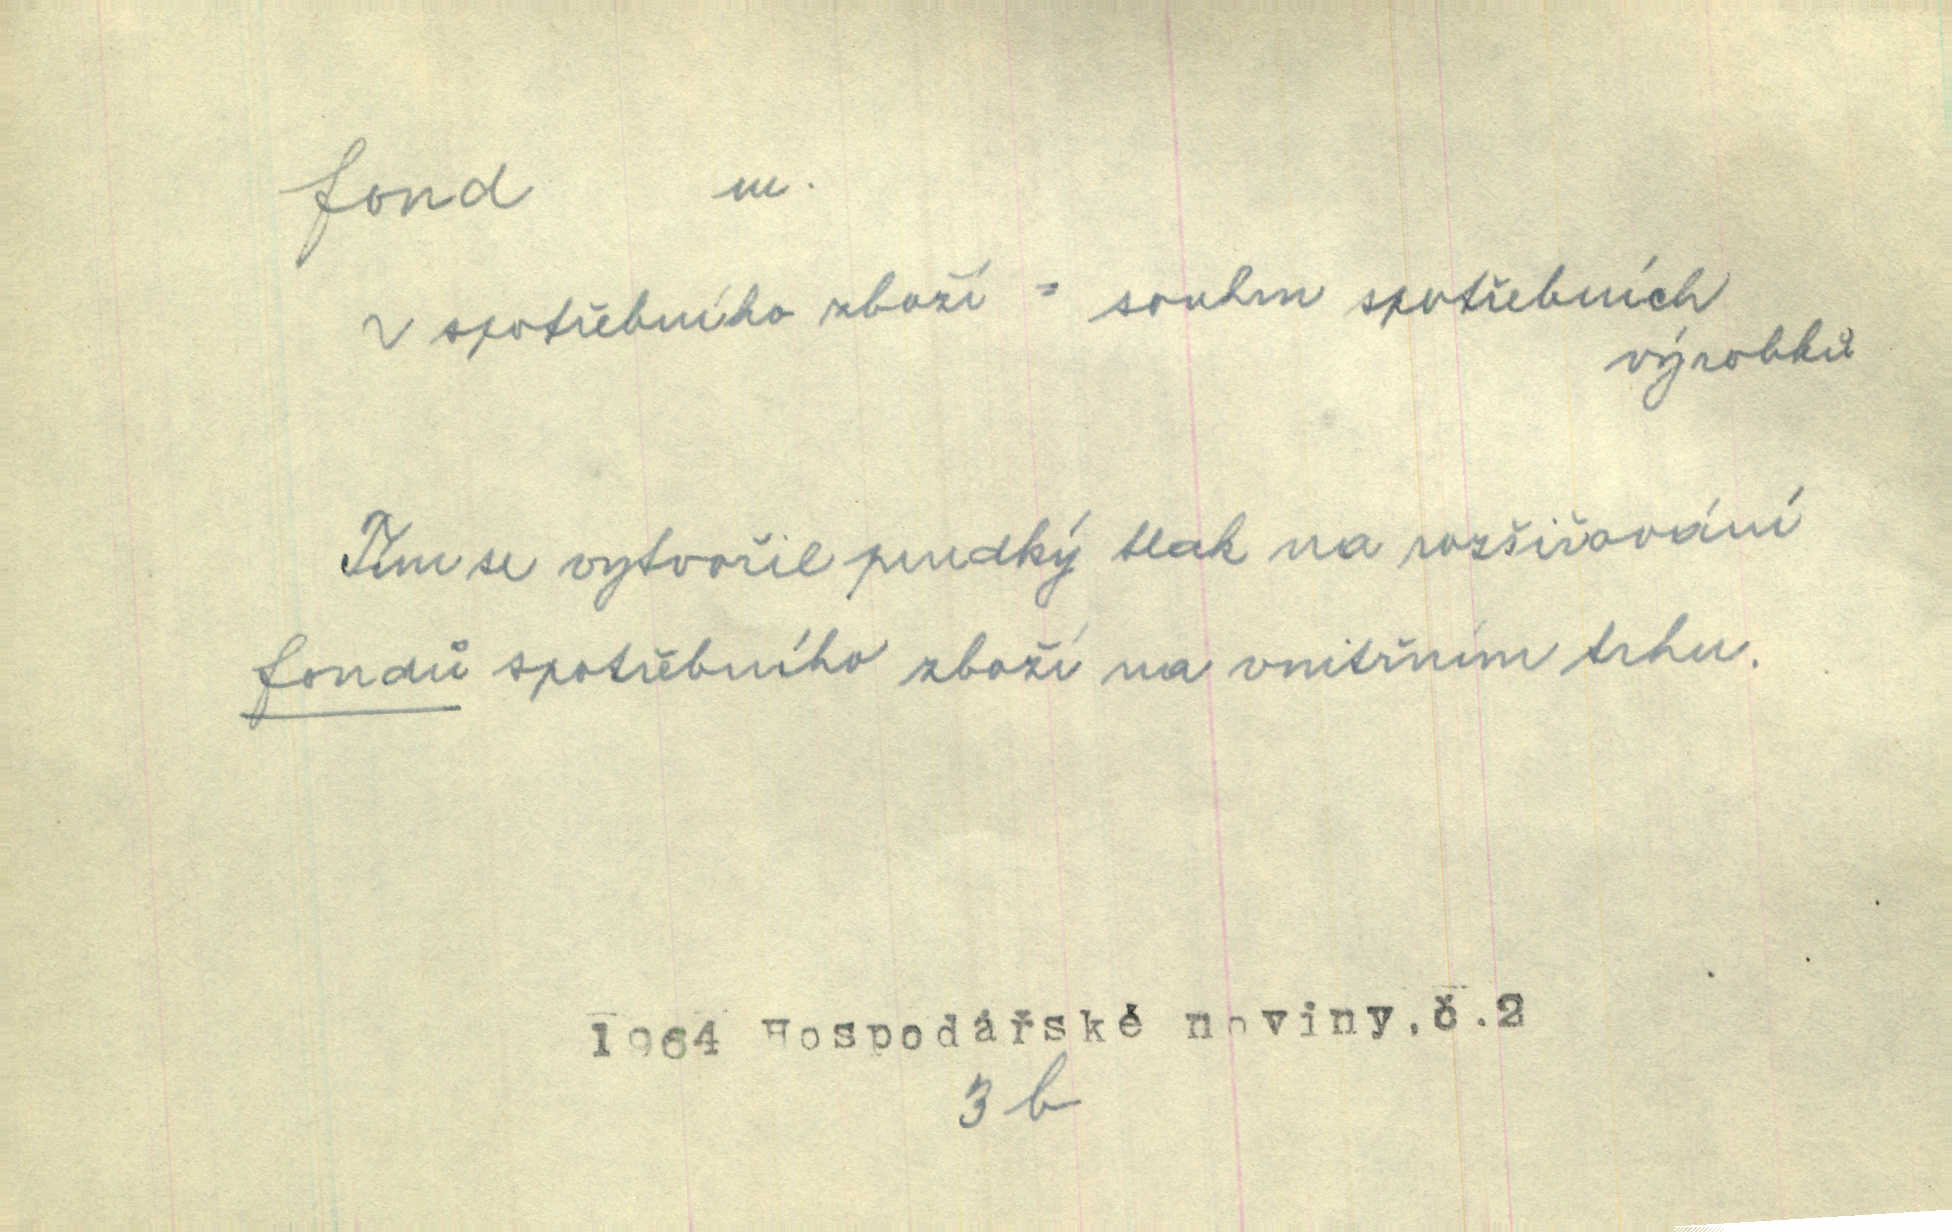 fond m.
~ spotřebního zboží = souhrn spotřebních
výrobků
Tím se vytvořil prudký tlak na rozšiřování
fondů spotřebního zboží na vnitřním trhu.
1964 Hospodářské noviny,č.2
3 b